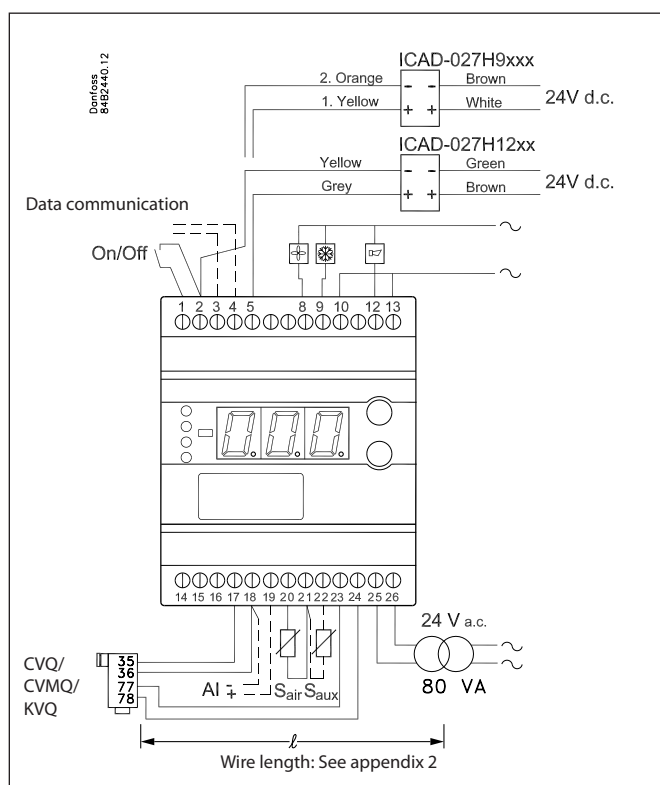 Danfoss
84B2440.12
ICAD-027H9xxx
2. Orange - - Brown
1. Yellow + + White
24V d.c.
ICAD-027H12xx
Yellow - - Green
Grey + + Brown
24V d.c.
Data communication
On/Off
1 2 3 4 5 8 9 10 12 13
0.0.0.
14 15 16 17 18 19 20 21 22 23 24 25 26
24 V a.c.
80 VA
CVQ/
CVMQ/
KVQ
35
36
77
78
AI - +
Sair Saux
ℓ
Wire length: See appendix 2